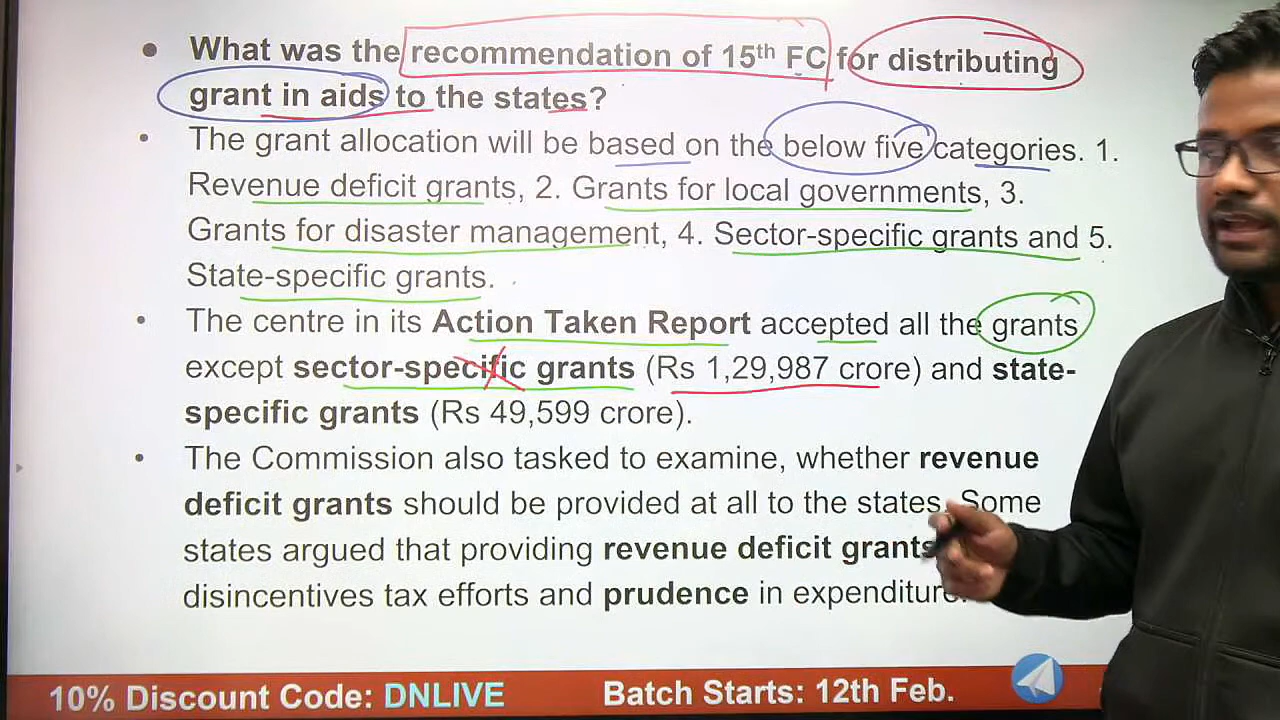 ● What was the recommendation of 15th FC for distributing
grant in aids to the states?
• The grant allocation will be based on the below five categories. 1.
Revenue deficit grants, 2. Grants for local governments, 3.
Grants for disaster management, 4. Sector-specific grants and 5.
State-specific grants.
• The centre in its Action Taken Report accepted all the grants
except sector-specific grants (Rs 1,29,987 crore) and state-
specific grants (Rs 49,599 crore).
• The Commission also tasked to examine, whether revenue
deficit grants should be provided at all to the states. Some
states argued that providing revenue deficit grants
disincentives tax efforts and prudence in expenditure.
10% Discount Code: DNLIVE
Batch Starts: 12th Feb.